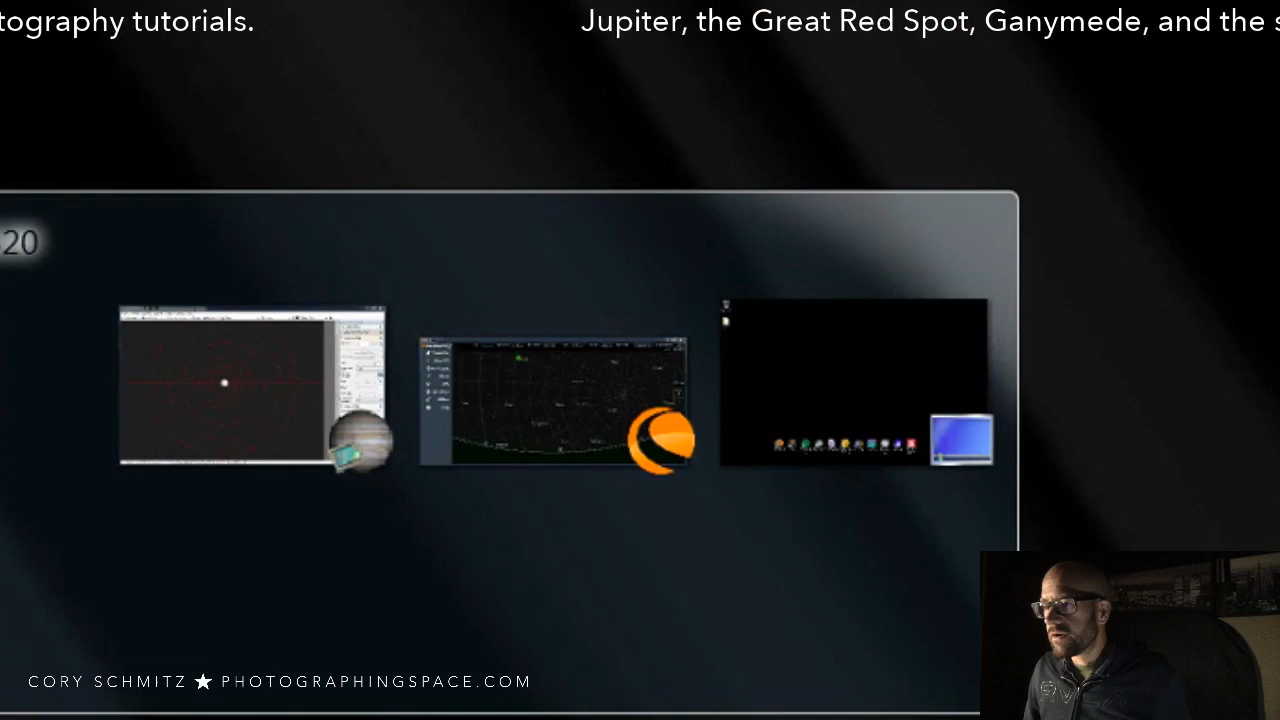 tography tutorials. Jupiter, the Great Red Spot, Ganymede, and the s
20
CORY SCHMITZ ★ PHOTOGRAPHINGSPACE.COM